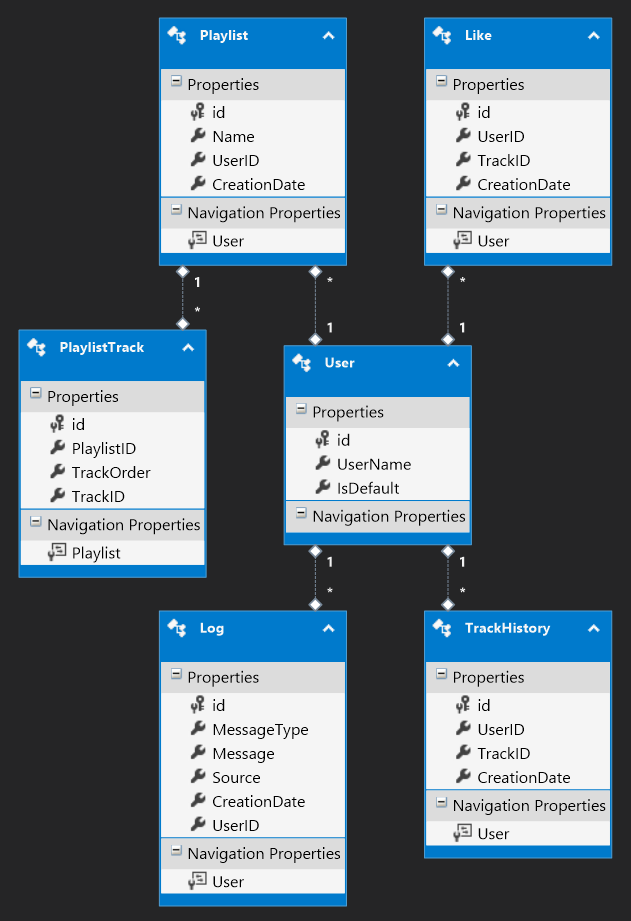 Playlist
Properties
id
Name
UserID
CreationDate
Navigation Properties
User
Like
Properties
id
UserID
TrackID
CreationDate
Navigation Properties
User
1
*
*
1
*
1
PlaylistTrack
Properties
id
PlaylistID
TrackOrder
TrackID
Navigation Properties
Playlist
User
Properties
id
UserName
IsDefault
Navigation Properties
1
*
1
*
Log
Properties
id
MessageType
Message
Source
CreationDate
UserID
Navigation Properties
User
TrackHistory
Properties
id
UserID
TrackID
CreationDate
Navigation Properties
User